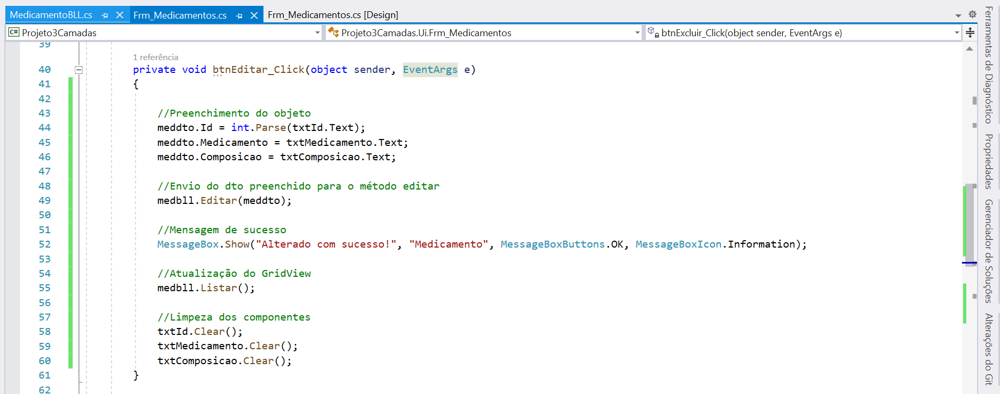 MedicamentoBLL.cs
Frm_Medicamentos.cs
Frm_Medicamentos.cs [Design]
C# Projeto3Camadas
Projeto3Camadas.Ui.Frm_Medicamentos
btnExcluir_Click(object sender, EventArgs e)
39
1 referência
40 private void btnEditar_Click(object sender, EventArgs e)
41 {
42
43 //Preenchimento do objeto
44 meddto.Id = int.Parse(txtId.Text);
45 meddto.Medicamento = txtMedicamento.Text;
46 meddto.Composicao = txtComposicao.Text;
47
48 //Envio do dto preenchido para o método editar
49 medbll.Editar(meddto);
50
51 //Mensagem de sucesso
52 MessageBox.Show("Alterado com sucesso!", "Medicamento", MessageBoxButtons.OK, MessageBoxIcon.Information);
53
54 //Atualização do GridView
55 medbll.Listar();
56
57 //Limpeza dos componentes
58 txtId.Clear();
59 txtMedicamento.Clear();
60 txtComposicao.Clear();
61 }
62
Ferramentas de Diagnóstico
Propriedades
Gerenciador de Soluções
Alterações do Git